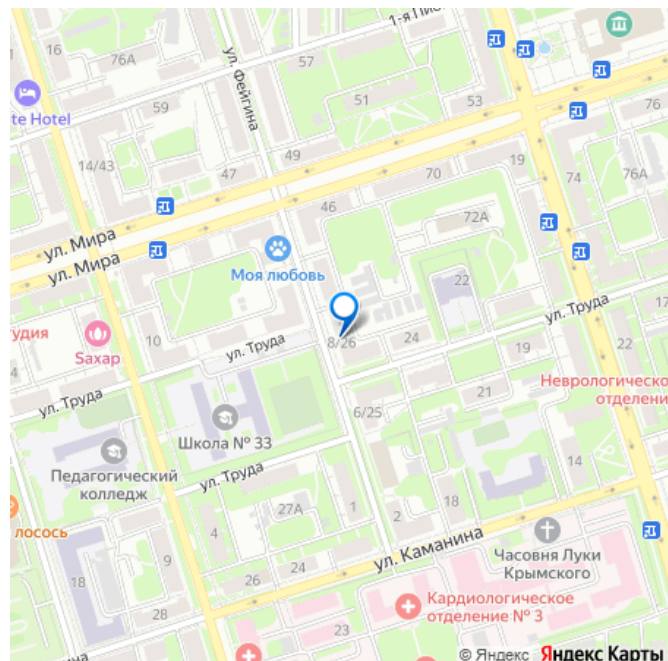 1-я Пис
16
76А
57
ул. Фейгина
te Hotel
59
51
53
76
14/43
49
19
47
70
74
76А
46
72А
ул. Мира
ул. Мира
10
Моя любовь
22
удия
Saxap
8/26
24
ул. Труда
17
4
ул. Труда
19
22
ул. Труда
21
Неврологическо
отделени
6/25
Школа № 33
Педагогический
колледж
ул. Труда
14
27А
1
18
2
лосось
4
ул. Каманина
Часовня Луки
Крымского
18
9
26
24
Кардиологическое
отделение № 3
28
23
ина
© Яндекс Яндекс Карты